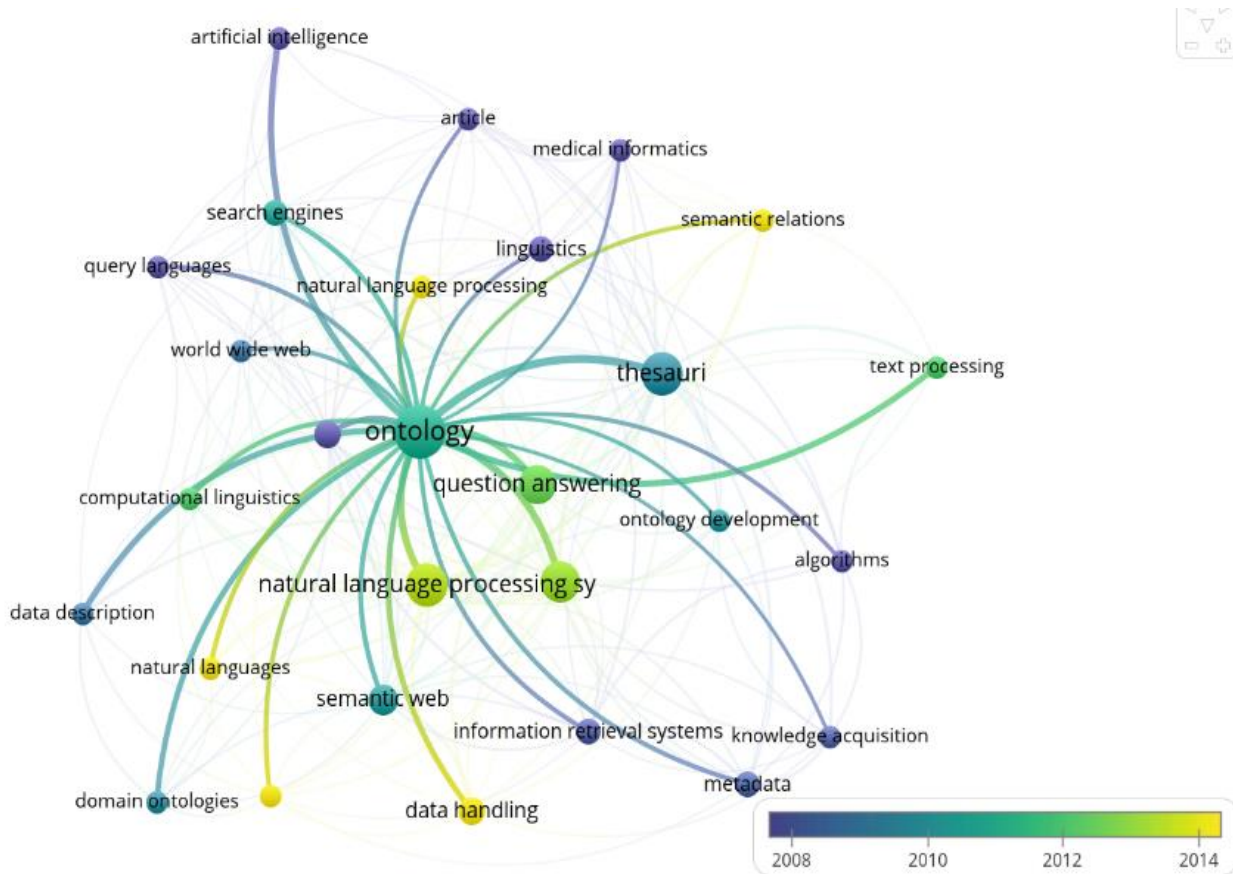 artificial intelligence
article
medical informatics
search engines
semantic relations
linguistics
query languages
natural language processing
world wide web
thesauri
text processing
ontology
question answering
computational linguistics
ontology development
algorithms
natural language processing sy
data description
natural languages
semantic web
information retrieval systems
knowledge acquisition
metadata
domain ontologies
data handling
2008 2010 2012 2014